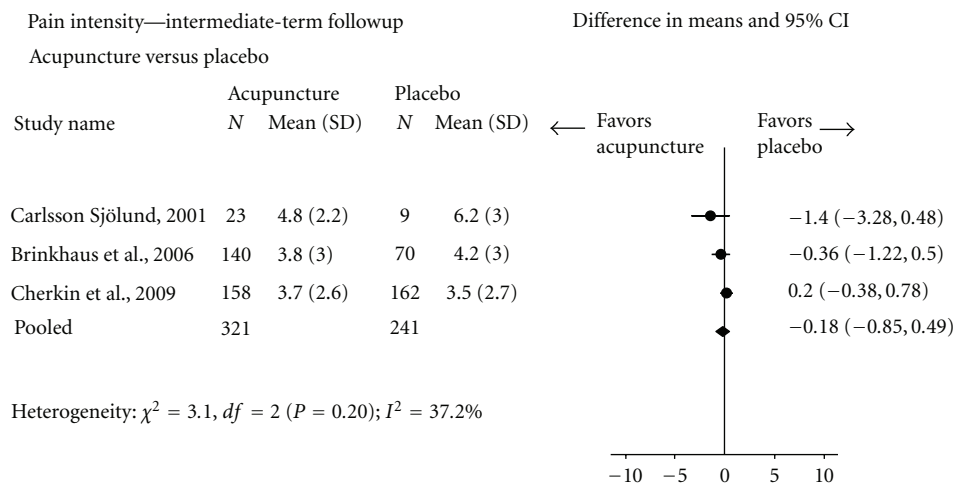 Pain intensity—intermediate-term followup Difference in means and 95% CI
Acupuncture versus placebo
Acupuncture Placebo
Study name N Mean (SD) N Mean (SD) ← Favors acupuncture Favors placebo →
Carlsson Sjölund, 2001 23 4.8 (2.2) 9 6.2 (3) −1.4 (−3.28, 0.48)
Brinkhaus et al., 2006 140 3.8 (3) 70 4.2 (3) −0.36 (−1.22, 0.5)
Cherkin et al., 2009 158 3.7 (2.6) 162 3.5 (2.7) 0.2 (−0.38, 0.78)
Pooled 321 241 −0.18 (−0.85, 0.49)
Heterogeneity: χ² = 3.1, df = 2 (P = 0.20); I² = 37.2%
−10 −5 0 5 10